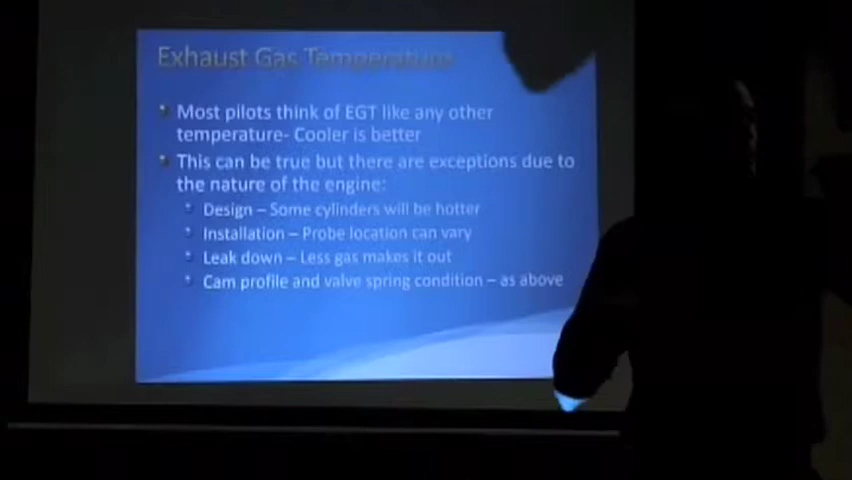 Exhaust Gas Temperature
Most pilots think of EGT like any other
temperature- Cooler is better
This can be true but there are exceptions due to
the nature of the engine:
Design – Some cylinders will be hotter
Installation – Probe location can vary
Leak down – Less gas makes it out
Cam profile and valve spring condition – as above